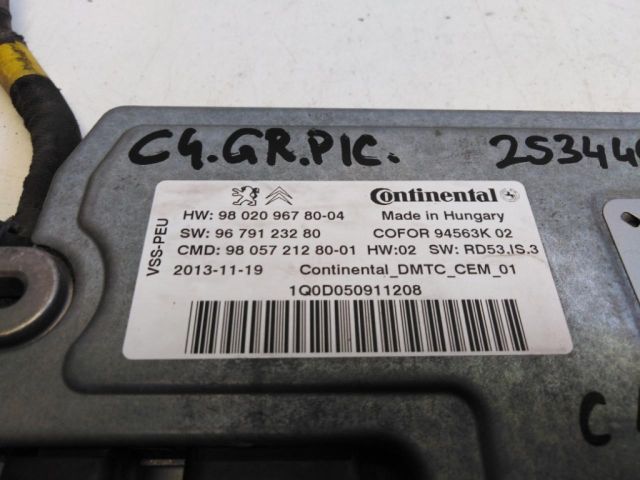 C4.GR.PIC. 25344
Continental
HW: 98 020 967 80-04 Made in Hungary
SW: 96 791 232 80 COFOR 94563K 02
CMD: 98 057 212 80-01 HW:02 SW: RD53.IS.3
2013-11-19 Continental_DMTC_CEM_01
1Q0D050911208
VSS-PEU
C